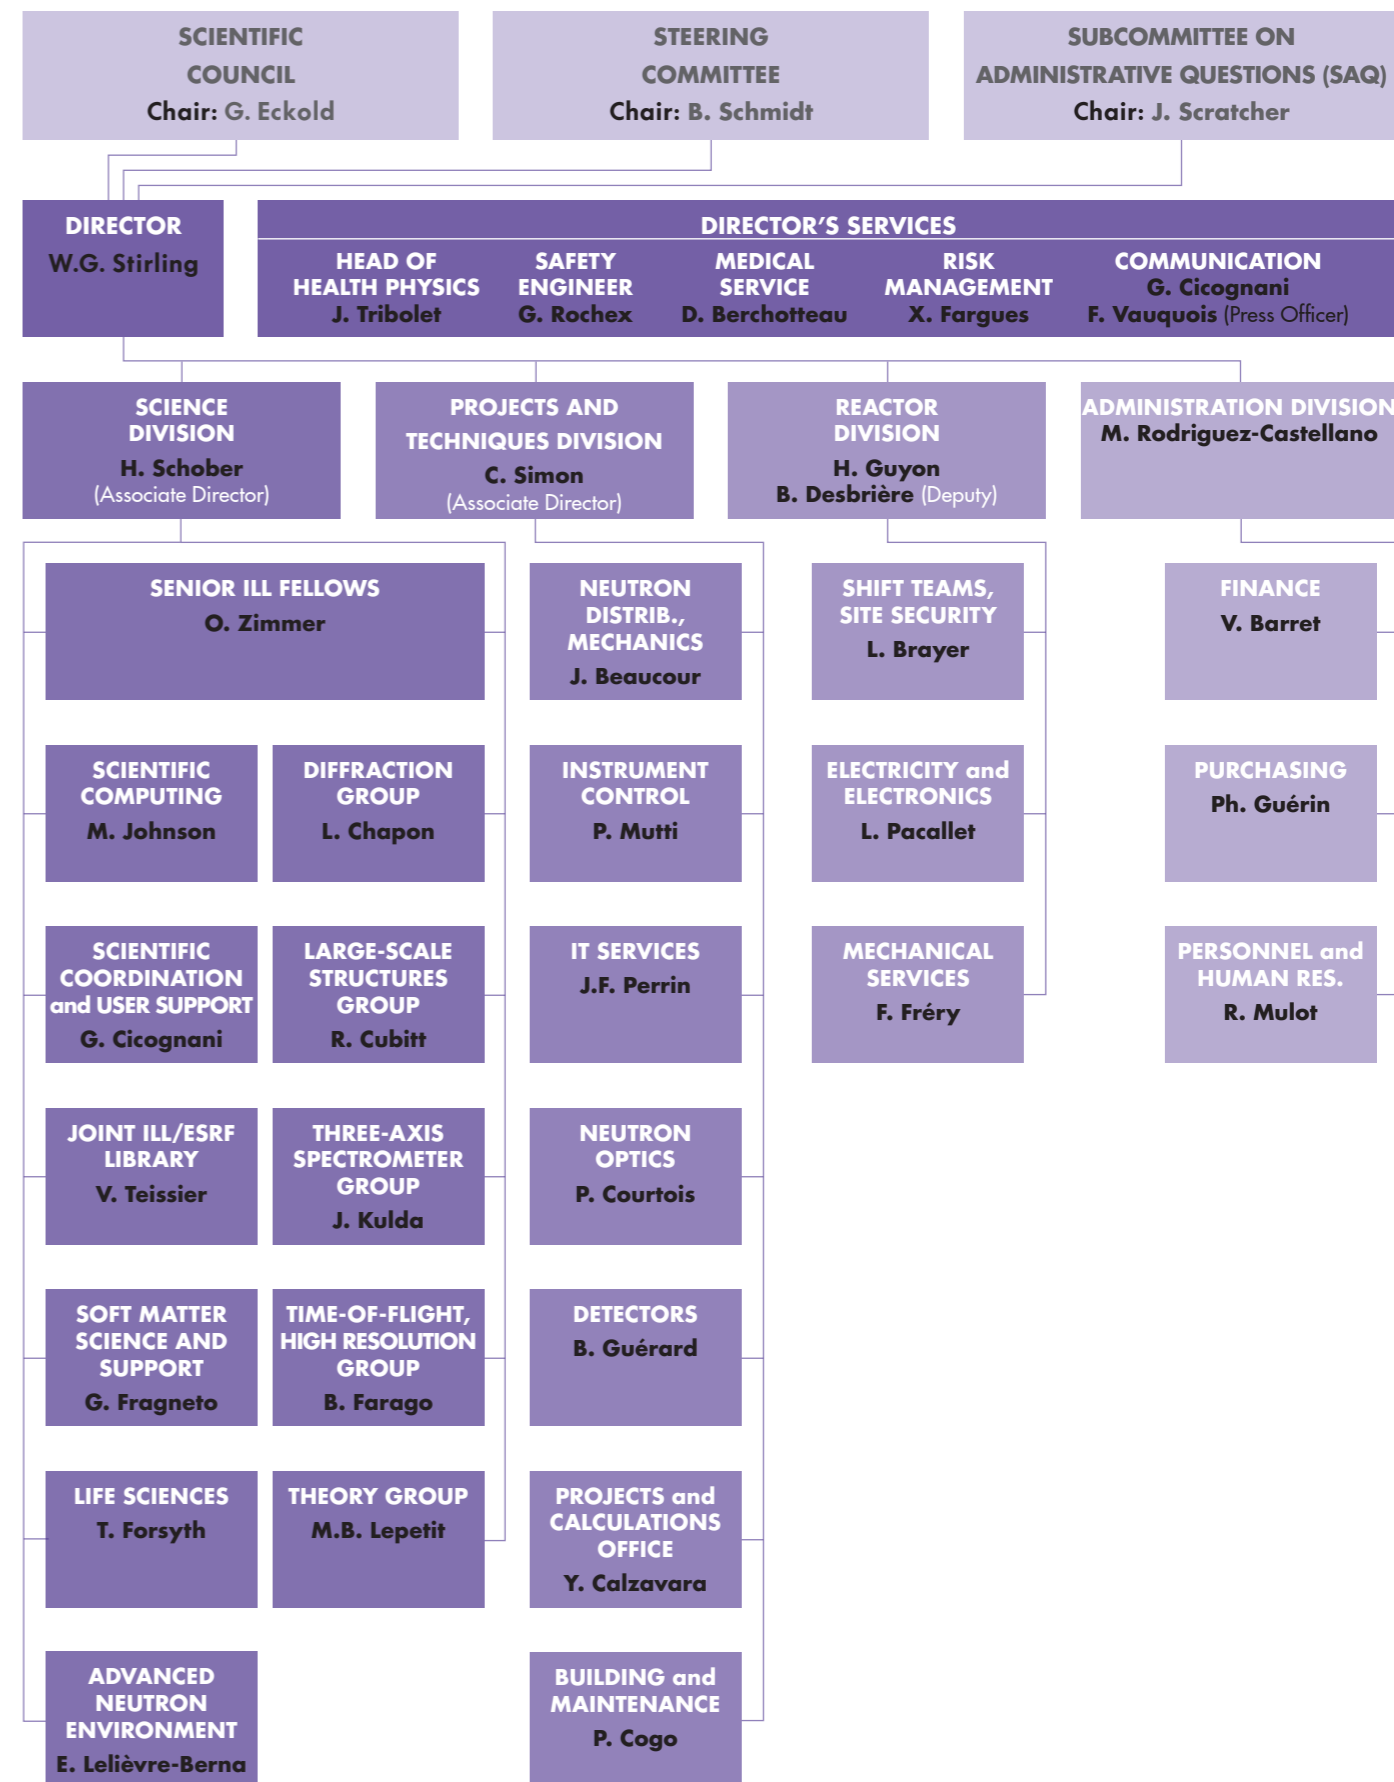 SCIENTIFIC
COUNCIL
Chair: G. Eckold
STEERING
COMMITTEE
Chair: B. Schmidt
SUBCOMMITTEE ON
ADMINISTRATIVE QUESTIONS (SAQ)
Chair: J. Scratcher
DIRECTOR
W.G. Stirling
DIRECTOR'S SERVICES
HEAD OF
HEALTH PHYSICS
J. Tribolet
SAFETY
ENGINEER
G. Rochex
MEDICAL
SERVICE
D. Berchotteau
RISK
MANAGEMENT
X. Fargues
COMMUNICATION
G. Cicognani
F. Vauquois (Press Officer)
SCIENCE
DIVISION
H. Schober
(Associate Director)
PROJECTS AND
TECHNIQUES DIVISION
C. Simon
(Associate Director)
REACTOR
DIVISION
H. Guyon
B. Desbrière (Deputy)
ADMINISTRATION DIVISION
M. Rodriguez-Castellano
SENIOR ILL FELLOWS
O. Zimmer
NEUTRON
DISTRIB.,
MECHANICS
J. Beaucour
SHIFT TEAMS,
SITE SECURITY
L. Brayer
FINANCE
V. Barret
SCIENTIFIC
COMPUTING
M. Johnson
DIFFRACTION
GROUP
L. Chapon
INSTRUMENT
CONTROL
P. Mutti
ELECTRICITY and
ELECTRONICS
L. Pacallet
PURCHASING
Ph. Guérin
SCIENTIFIC
COORDINATION
and USER SUPPORT
G. Cicognani
LARGE-SCALE
STRUCTURES
GROUP
R. Cubitt
IT SERVICES
J.F. Perrin
MECHANICAL
SERVICES
F. Fréry
PERSONNEL and
HUMAN RES.
R. Mulot
JOINT ILL/ESRF
LIBRARY
V. Teissier
THREE-AXIS
SPECTROMETER
GROUP
J. Kulda
NEUTRON
OPTICS
P. Courtois
SOFT MATTER
SCIENCE AND
SUPPORT
G. Fragneto
TIME-OF-FLIGHT,
HIGH RESOLUTION
GROUP
B. Farago
DETECTORS
B. Guérard
LIFE SCIENCES
T. Forsyth
THEORY GROUP
M.B. Lepetit
PROJECTS and
CALCULATIONS
OFFICE
Y. Calzavara
ADVANCED
NEUTRON
ENVIRONMENT
E. Lelièvre-Berna
BUILDING and
MAINTENANCE
P. Cogo